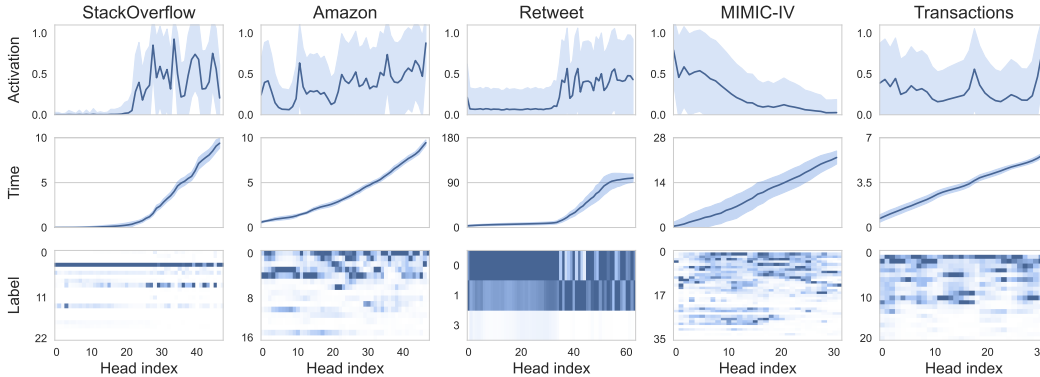 StackOverflow Amazon Retweet MIMIC-IV Transactions
Activation
1.0 1.0 1.0 1.0 1.0
0.5 0.5 0.5 0.5 0.5
0.0 0.0 0.0 0.0 0.0
Time
10 10 180 28 7
5 5 90 14 3.5
0 0 0 0 0
Label
0 0 0 0 0
11 8 1 17 10
22 16 3 35 20
0 10 20 30 40 0 10 20 30 40 0 20 40 60 0 10 20 30 0 10 20 30
Head index Head index Head index Head index Head index